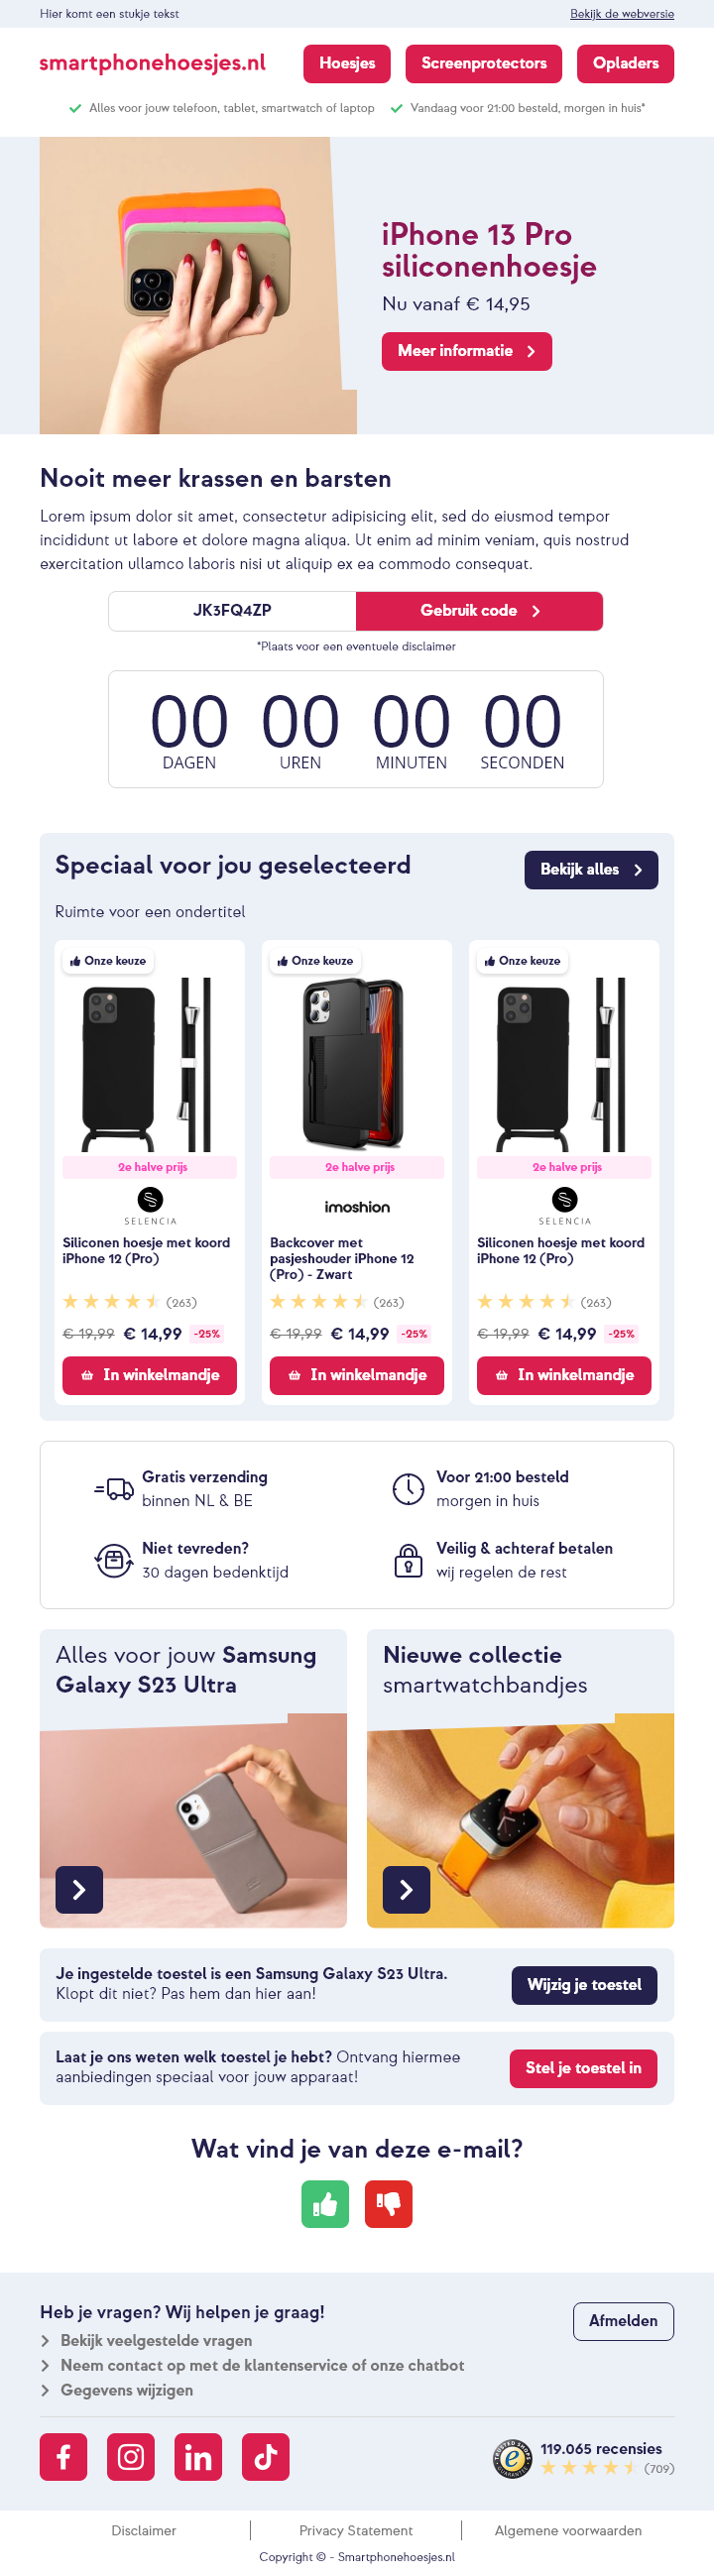 Hier komt een stukje tekst
Bekijk de webversie
smartphonehoesjes.nl
Hoesjes
Screenprotectors
Opladers
Alles voor jouw telefoon, tablet, smartwatch of laptop
Vandaag voor 21:00 besteld, morgen in huis*
iPhone 13 Pro
siliconenhoesje
Nu vanaf € 14,95
Meer informatie
Nooit meer krassen en barsten
Lorem ipsum dolor sit amet, consectetur adipisicing elit, sed do eiusmod tempor
incididunt ut labore et dolore magna aliqua. Ut enim ad minim veniam, quis nostrud
exercitation ullamco laboris nisi ut aliquip ex ea commodo consequat.
JK3FQ4ZP
Gebruik code
*Plaats voor een eventuele disclaimer
00 00 00 00
DAGEN UREN MINUTEN SECONDEN
Speciaal voor jou geselecteerd
Bekijk alles
Ruimte voor een ondertitel
Onze keuze
2e halve prijs
SELENCIA
Siliconen hoesje met koord
iPhone 12 (Pro)
(263)
€ 19,99 € 14,99 -25%
In winkelmandje
Onze keuze
2e halve prijs
imoshion
Backcover met
pasjeshouder iPhone 12
(Pro) - Zwart
(263)
€ 19,99 € 14,99 -25%
In winkelmandje
Onze keuze
2e halve prijs
SELENCIA
Siliconen hoesje met koord
iPhone 12 (Pro)
(263)
€ 19,99 € 14,99 -25%
In winkelmandje
Gratis verzending
binnen NL & BE
Voor 21:00 besteld
morgen in huis
Niet tevreden?
30 dagen bedenktijd
Veilig & achteraf betalen
wij regelen de rest
Alles voor jouw Samsung
Galaxy S23 Ultra
Nieuwe collectie
smartwatchbandjes
Je ingestelde toestel is een Samsung Galaxy S23 Ultra.
Klopt dit niet? Pas hem dan hier aan!
Wijzig je toestel
Laat je ons weten welk toestel je hebt? Ontvang hiermee
aanbiedingen speciaal voor jouw apparaat!
Stel je toestel in
Wat vind je van deze e-mail?
Heb je vragen? Wij helpen je graag!
Afmelden
Bekijk veelgestelde vragen
Neem contact op met de klantenservice of onze chatbot
Gegevens wijzigen
TRUSTED SHOPS
e
GUARANTEE
119.065 recensies
(709)
Disclaimer
Privacy Statement
Algemene voorwaarden
Copyright © - Smartphonehoesjes.nl